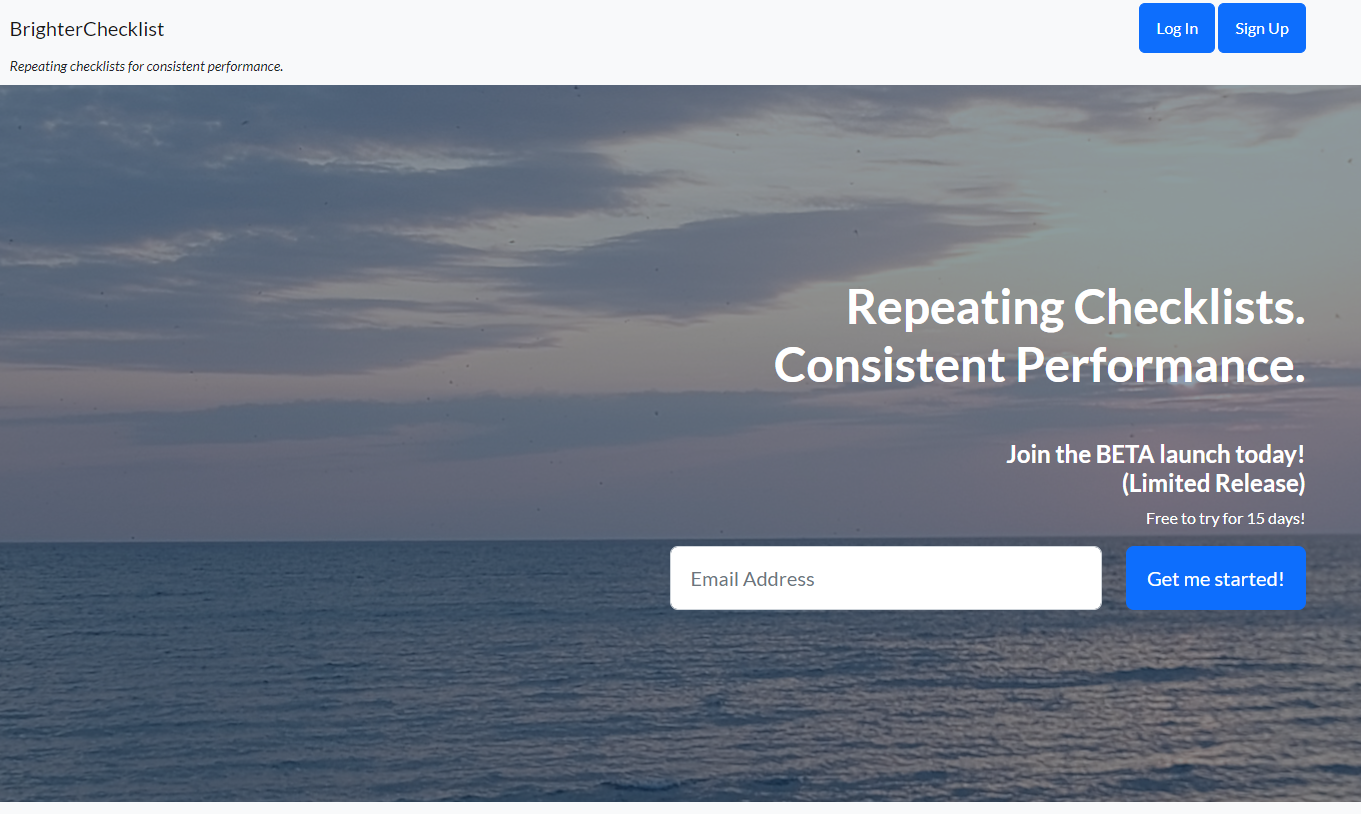 BrighterChecklist
Log In
Sign Up
Repeating checklists for consistent performance.
Repeating Checklists.
Consistent Performance.
Join the BETA launch today!
(Limited Release)
Free to try for 15 days!
Email Address
Get me started!